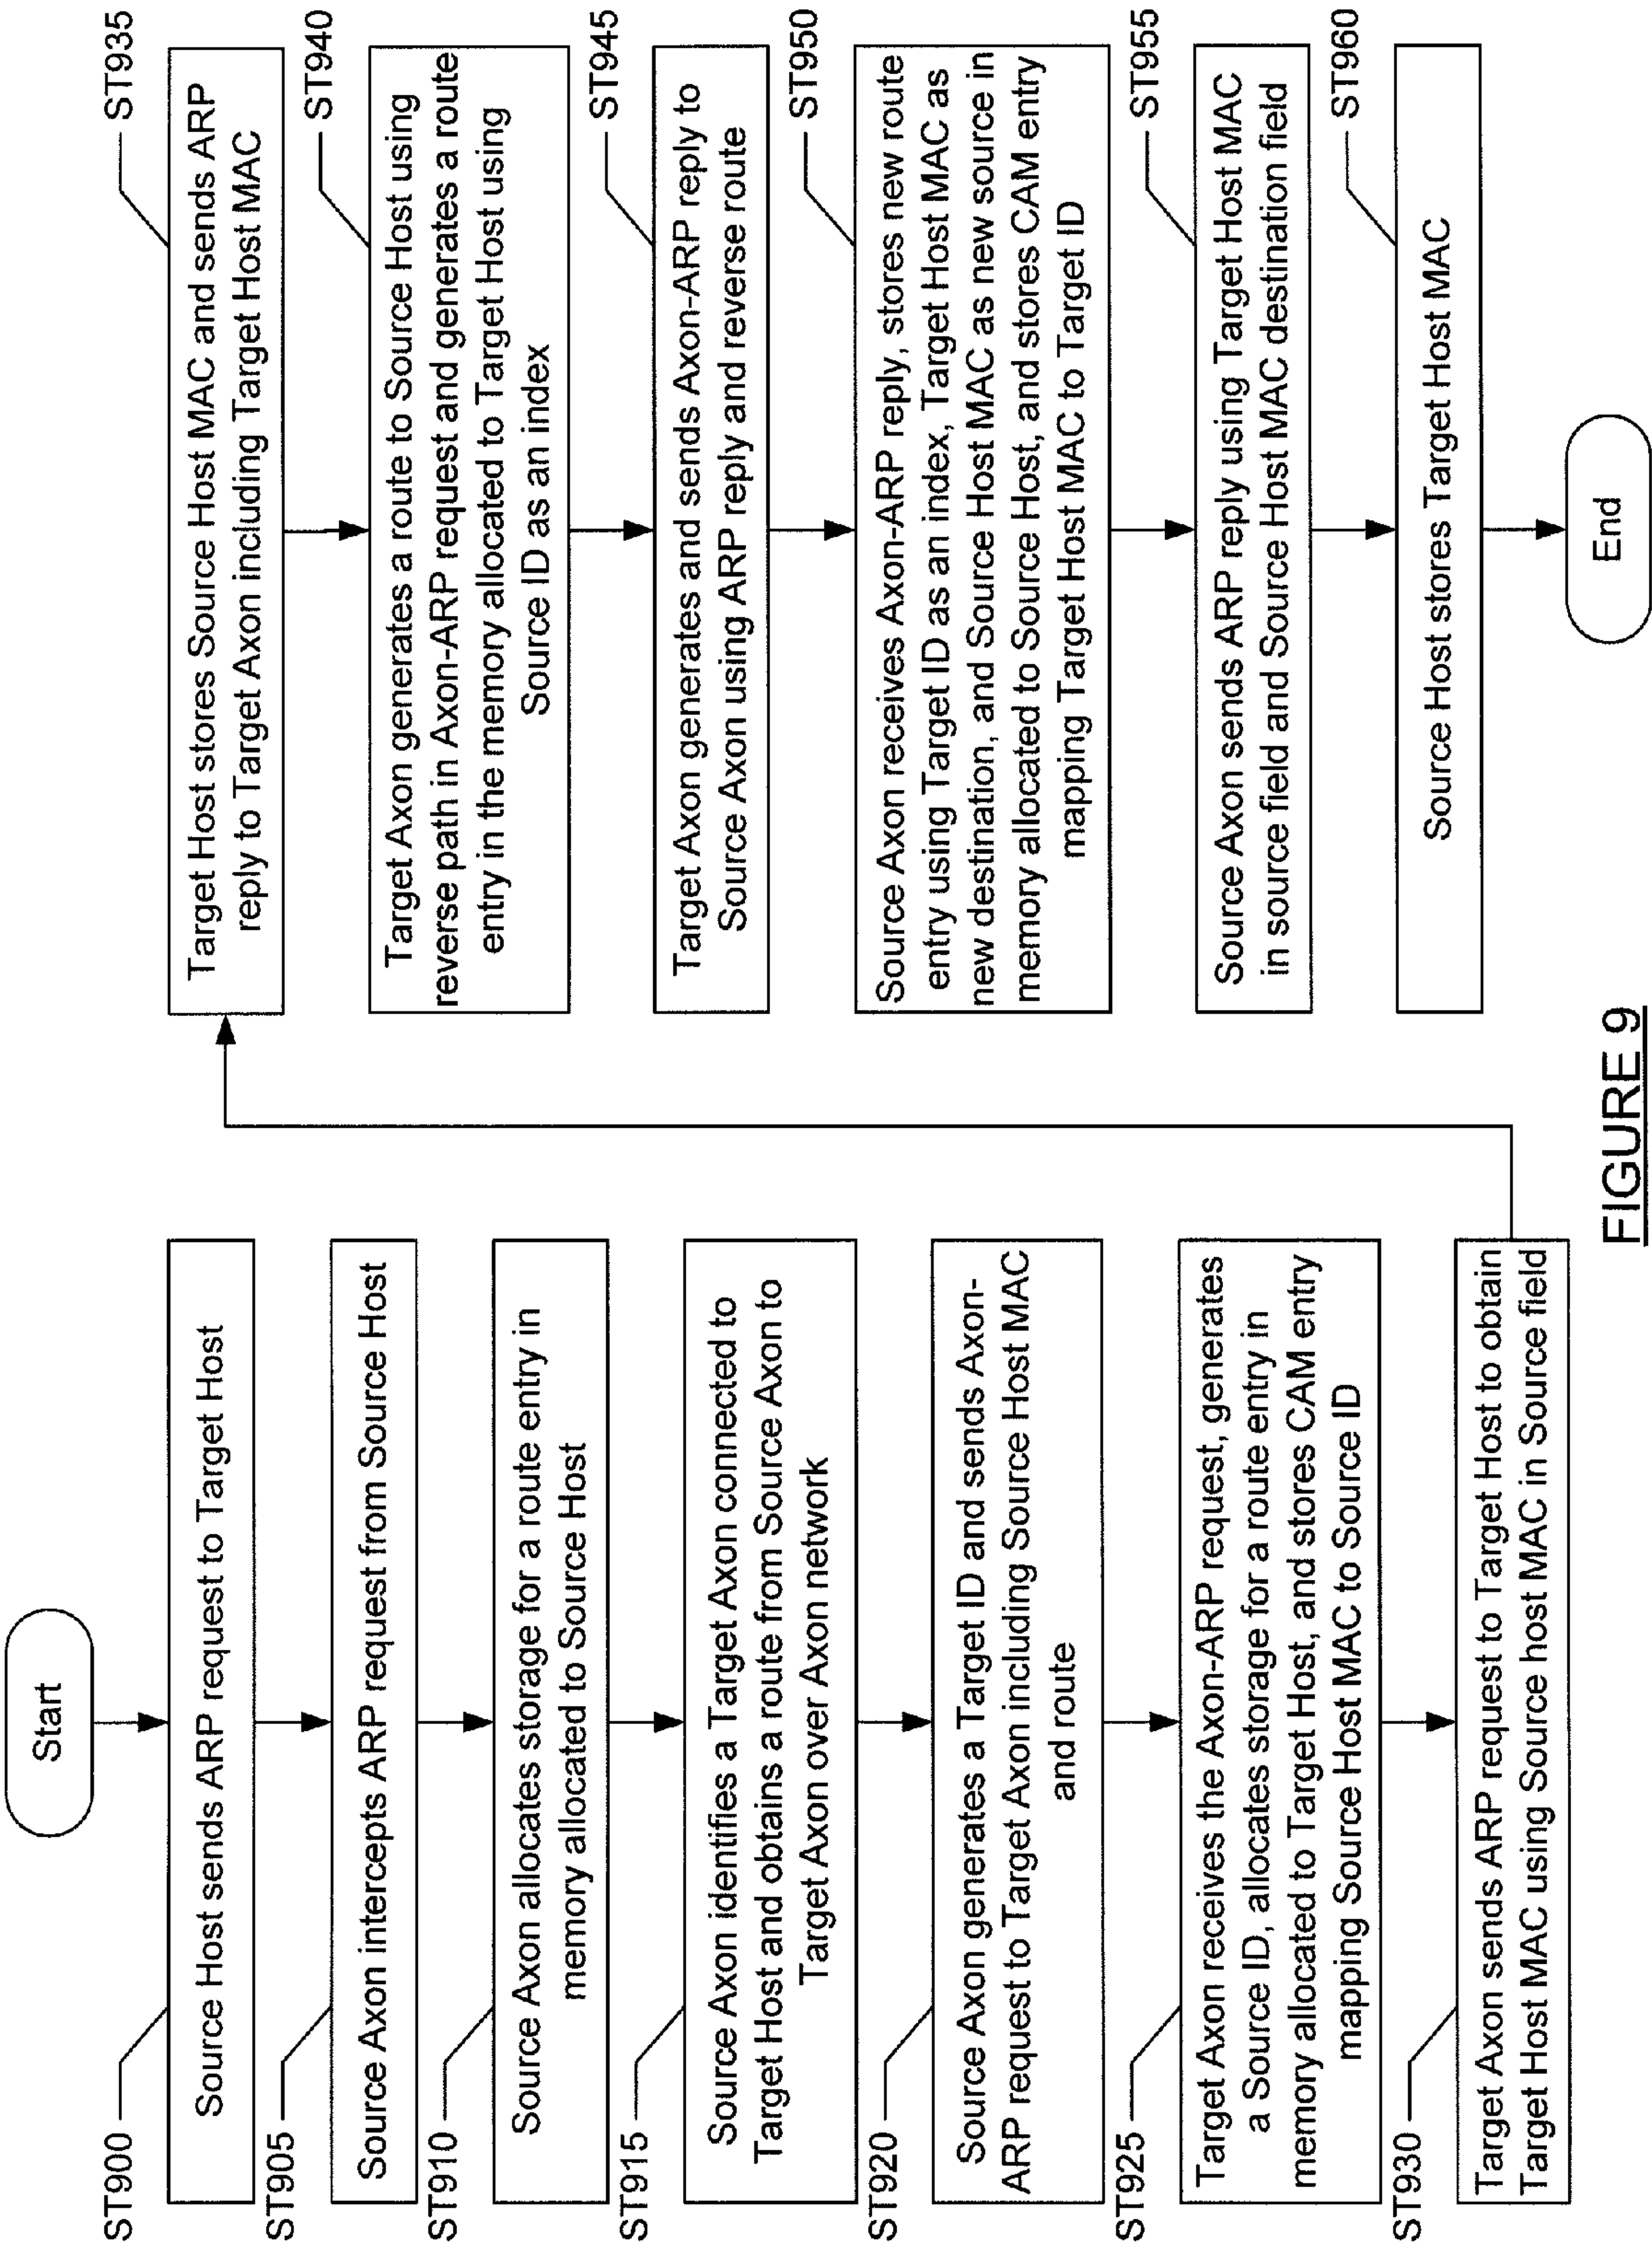 Start
ST900
Source Host sends ARP request to Target Host
ST905
Source Axon intercepts ARP request from Source Host
ST910
Source Axon allocates storage for a route entry in
memory allocated to Source Host
ST915
Source Axon identifies a Target Axon connected to
Target Host and obtains a route from Source Axon to
Target Axon over Axon network
ST920
Source Axon generates a Target ID and sends Axon-
ARP request to Target Axon including Source Host MAC
and route
ST925
Target Axon receives the Axon-ARP request, generates
a Source ID, allocates storage for a route entry in
memory allocated to Target Host, and stores CAM entry
mapping Source Host MAC to Source ID
ST930
Target Axon sends ARP request to Target Host to obtain
Target Host MAC using Source host MAC in Source field
ST935
Target Host stores Source Host MAC and sends ARP
reply to Target Axon including Target Host MAC
ST940
Target Axon generates a route to Source Host using
reverse path in Axon-ARP request and generates a route
entry in the memory allocated to Target Host using
Source ID as an index
ST945
Target Axon generates and sends Axon-ARP reply to
Source Axon using ARP reply and reverse route
ST950
Source Axon receives Axon-ARP reply, stores new route
entry using Target ID as an index, Target Host MAC as
new destination, and Source Host MAC as new source in
memory allocated to Source Host, and stores CAM entry
mapping Target Host MAC to Target ID
ST955
Source Axon sends ARP reply using Target Host MAC
in source field and Source Host MAC destination field
ST960
Source Host stores Target Host MAC
End
FIGURE 9